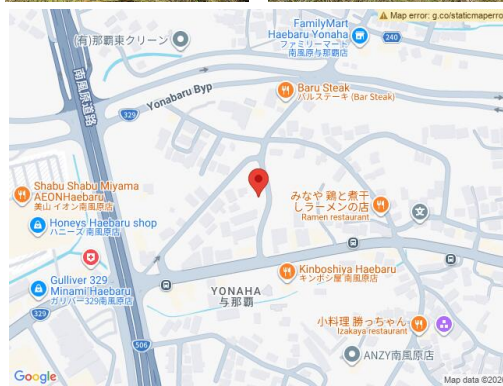 Map error: g.co/staticmaperro
FamilyMart
Haebaru Yonaha
ファミリーマート
南風原与那覇店
240
(有)那覇東クリーン
南風原道路
329
Yonabaru Byp
Baru Steak
バルステーキ (Bar Steak)
Shabu Shabu Miyama
AEONHaebaru
美山 イオン南風原店
みなや 鶏と煮干
しラーメンの店
Ramen restaurant
Honeys Haebaru shop
ハニーズ 南風原店
Gulliver 329
Minami Haebaru
ガリバー329南風原店
Kinboshiya Haebaru
キンボシ屋 南風原店
YONAHA
与那覇
小料理 勝っちゃん
Izakaya restaurant
506
ANZY南風原店
Google
Map data ©2026